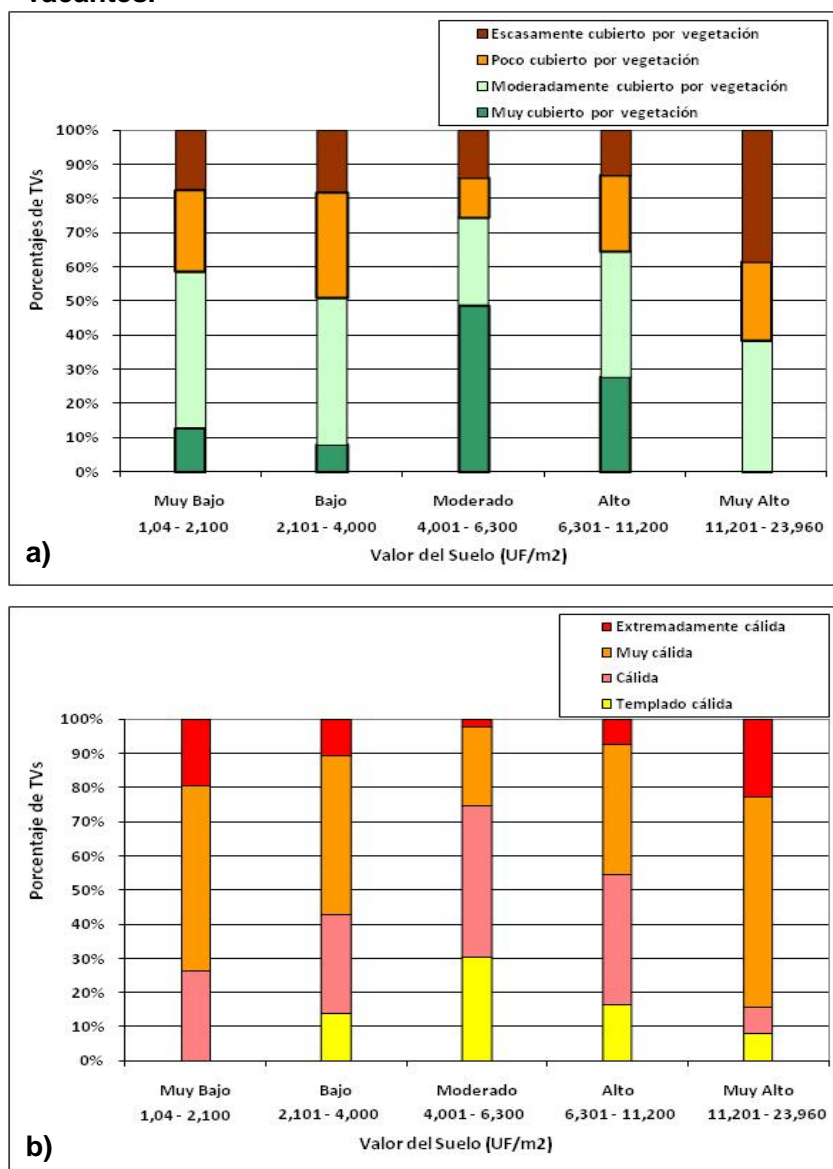 vacantes.
Escasamente cubierto por vegetación
Poco cubierto por vegetación
Moderadamente cubierto por vegetación
Muy cubierto por vegetación
100%
90%
80%
70%
60%
50%
40%
30%
20%
10%
0%
Porcentajes de TVs
Muy Bajo Bajo Moderado Alto Muy Alto
1,04 - 2,100 2,101 - 4,000 4,001 - 6,300 6,301 - 11,200 11,201 - 23,960
Valor del Suelo (UF/m2)
a)
Extremadamente cálida
Muy cálida
Cálida
Templado cálida
100%
90%
80%
70%
60%
50%
40%
30%
20%
10%
0%
Porcentaje de TVs
Muy Bajo Bajo Moderado Alto Muy Alto
1,04 - 2,100 2,101 - 4,000 4,001 - 6,300 6,301 - 11,200 11,201 - 23,960
Valor del Suelo (UF/m2)
b)